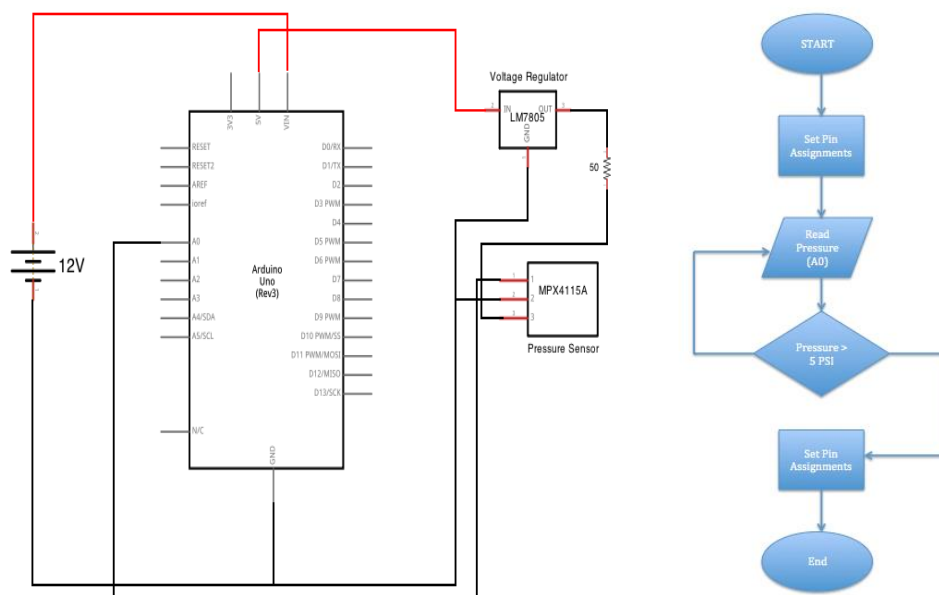 3V3
5V
VIN
RESET
RESET2
AREF
ioref
A0
A1
A2
A3
A4/SDA
A5/SCL
N/C
D0/RX
D1/TX
D2
D3 PWM
D4
D5 PWM
D6 PWM
D7
D8
D9 PWM
D10 PWM/SS
D11 PWM/MOSI
D12/MISO
D13/SCK
GND
Arduino
Uno
(Rev3)
12V
Voltage Regulator
IN
OUT
LM7805
GND
50
1
2
3
MPX4115A
1
2
3
Pressure Sensor
START
Set Pin
Assignments
Read
Pressure
(A0)
Pressure >
5 PSI
Set Pin
Assignments
End